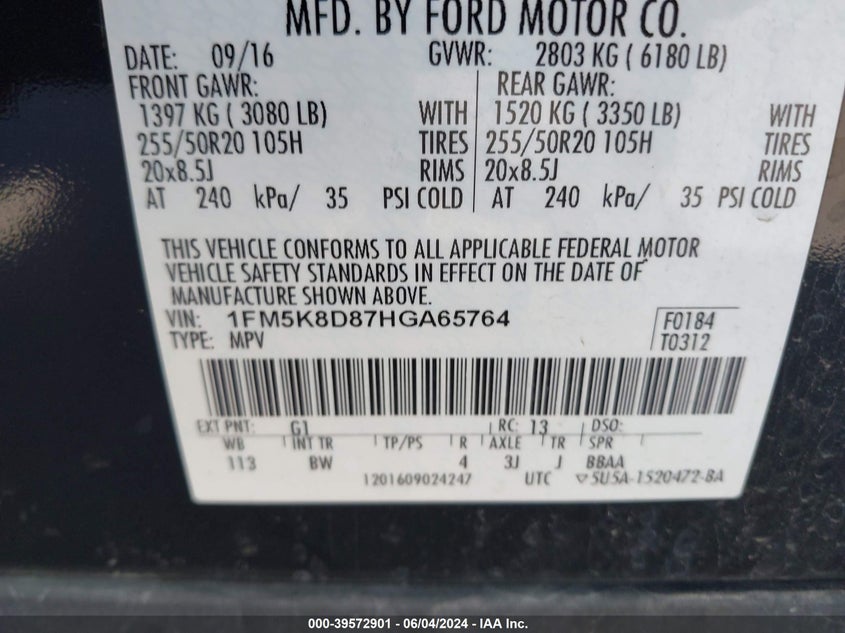 MFD. BY FORD MOTOR CO.
DATE: 09/16 GVWR: 2803 KG ( 6180 LB)
FRONT GAWR: REAR GAWR:
1397 KG ( 3080 LB) WITH 1520 KG ( 3350 LB) WITH
255/50R20 105H TIRES 255/50R20 105H TIRES
20x8.5J RIMS 20x8.5J RIMS
AT 240 kPa/ 35 PSI COLD AT 240 kPa/ 35 PSI COLD
THIS VEHICLE CONFORMS TO ALL APPLICABLE FEDERAL MOTOR
VEHICLE SAFETY STANDARDS IN EFFECT ON THE DATE OF
MANUFACTURE SHOWN ABOVE.
VIN: 1FM5K8D87HGA65764 F0184
TYPE: MPV T0312
EXT PNT: G1 RC: 13 DSO:
WB INT TR TP/PS R AXLE TR SPR
113 BW 4 3J J BBAA
1201609024247 UTC ▽5U5A-1520472-BA
000-39572901 - 06/04/2024 - IAA Inc.